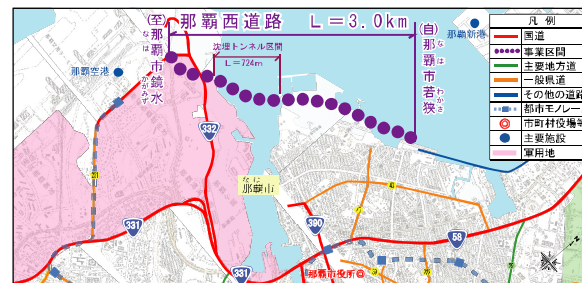 那覇西道路 L=3.0km
(至)那覇市鏡水
なは
かがみず
(自)那覇市若狭
なは
わかさ
沈埋トンネル区間
L=724m
那覇空港
那覇新港
凡例
国道
事業区間
主要地方道
一般県道
その他の道路
都市モノレー
市町村役場等
主要施設
軍用地
332
331
331
390
58
なは
那覇市
那覇市役所